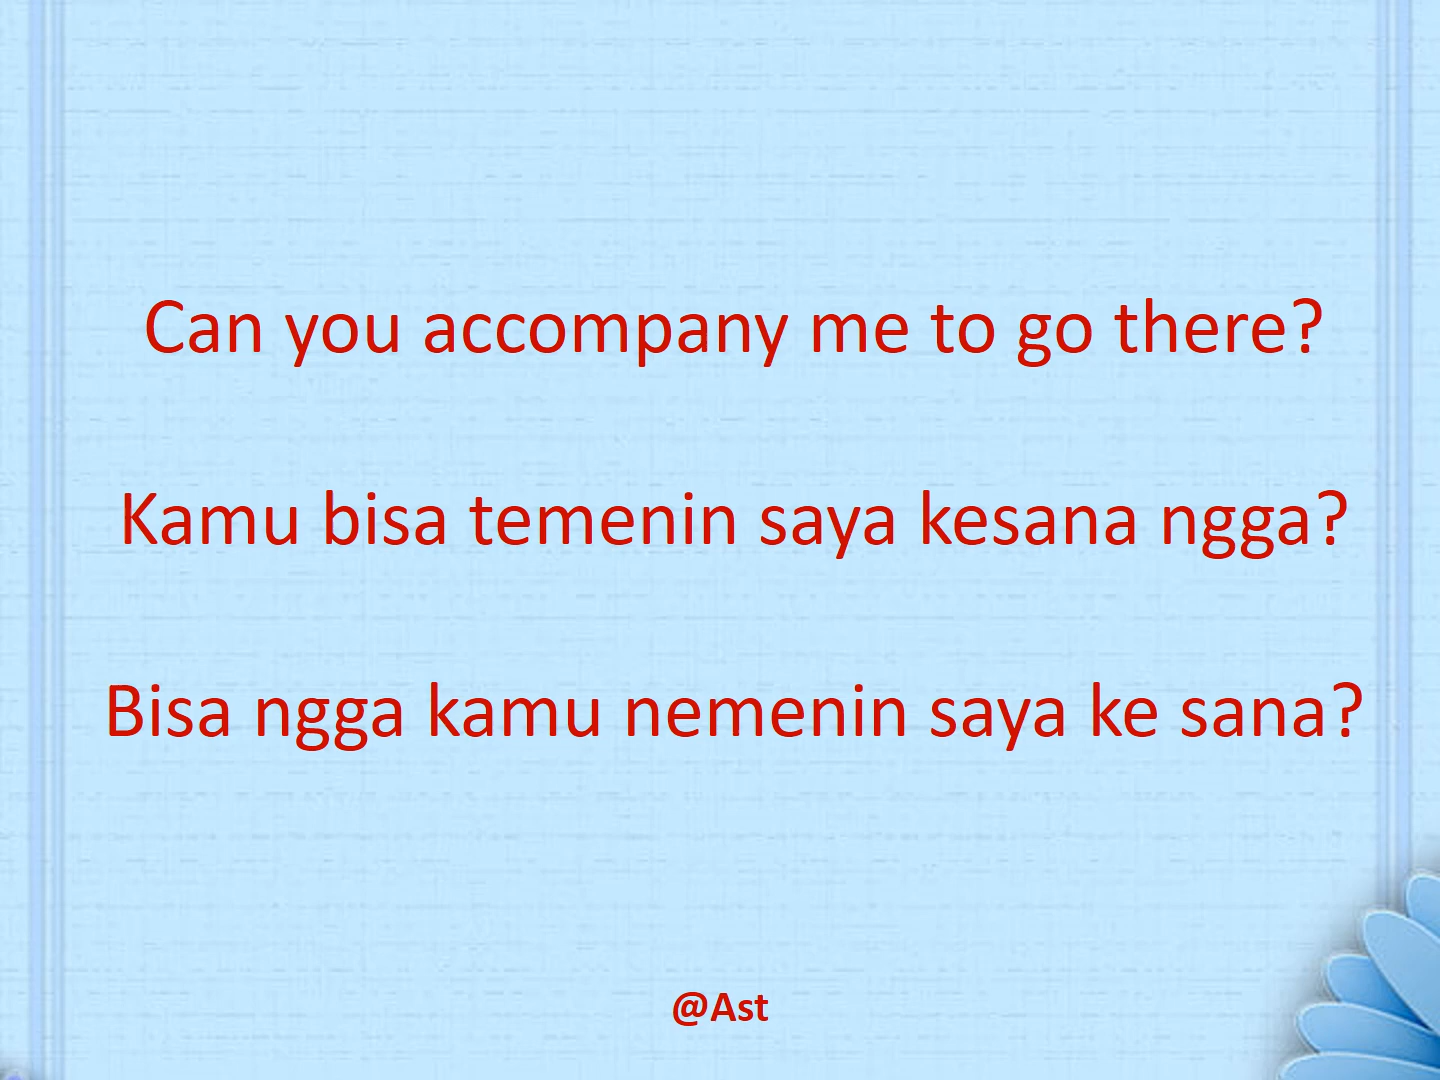 Can you accompany me to go there?
Kamu bisa temenin saya kesana ngga?
Bisa ngga kamu nemenin saya ke sana?
@Ast